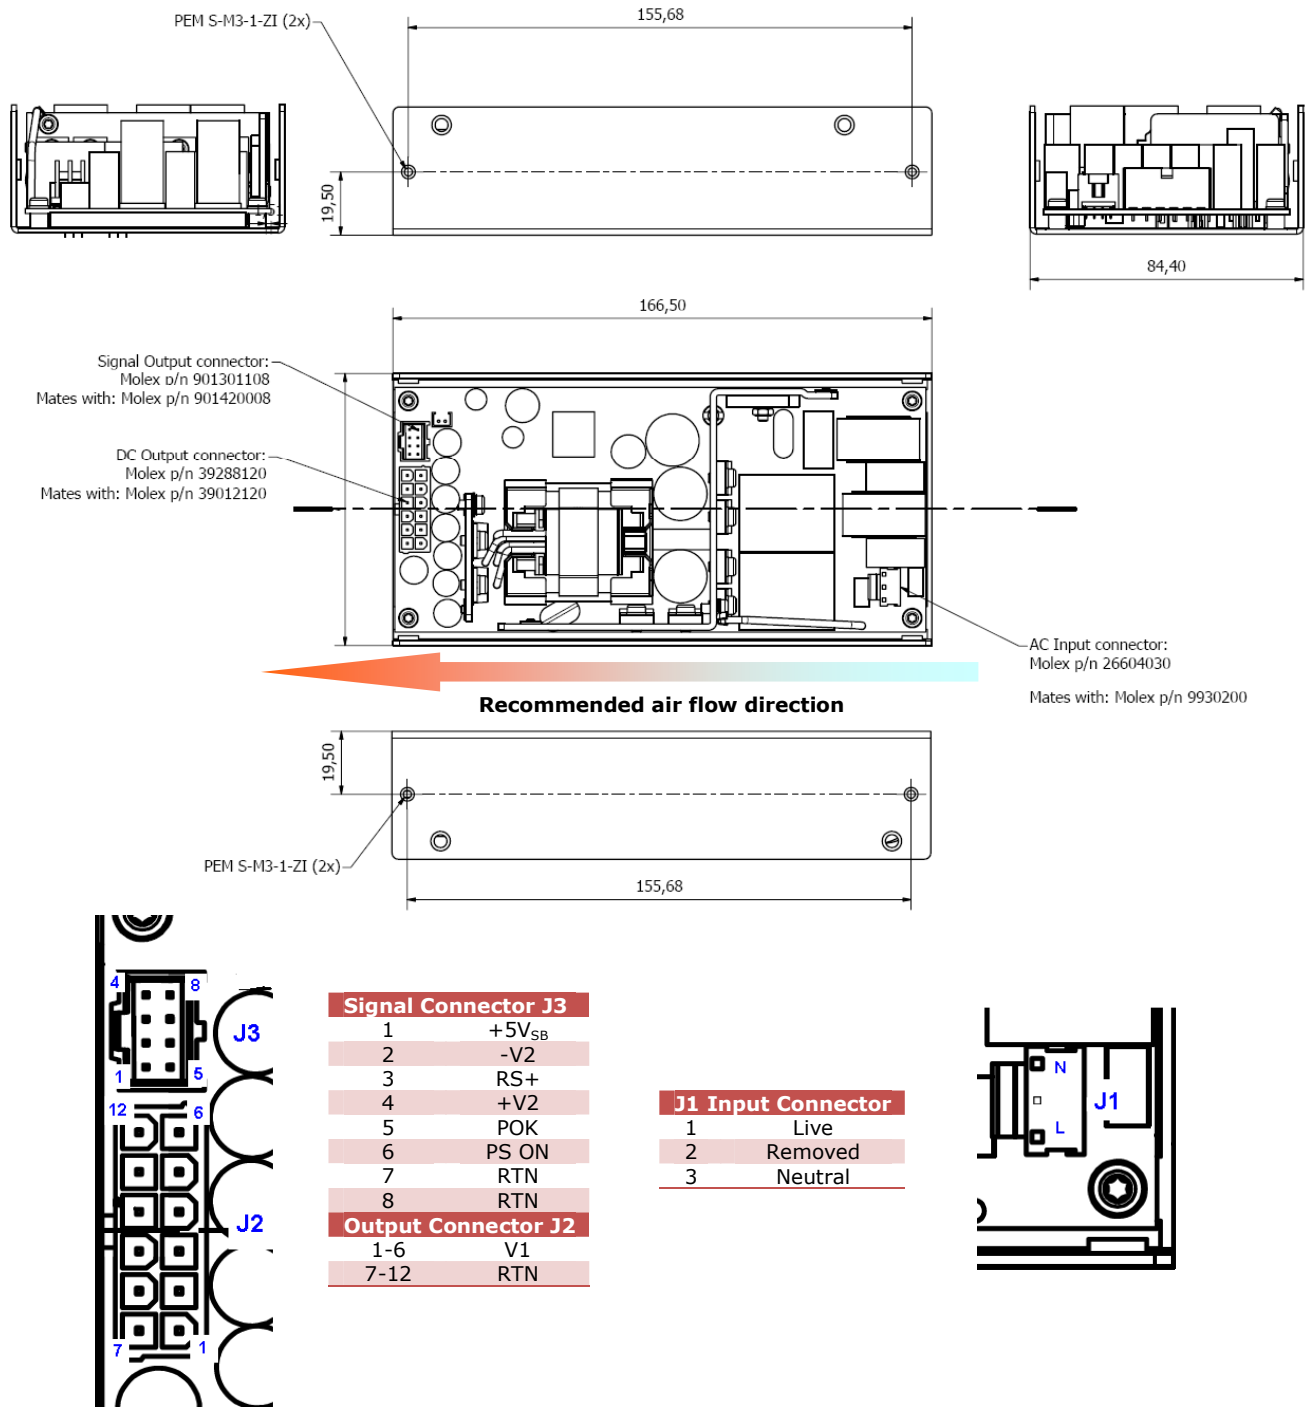 155,68
PEM S-M3-1-ZI (2x)
19,50
84,40
166,50
Signal Output connector:
Molex p/n 901301108
Mates with: Molex p/n 901420008
DC Output connector:
Molex p/n 39288120
Mates with: Molex p/n 39012120
AC Input connector:
Molex p/n 26604030
Mates with: Molex p/n 9930200
Recommended air flow direction
19,50
PEM S-M3-1-ZI (2x)
155,68
4 8
J3
1 5
12 6
J2
7 1
Signal Connector J3
1 +5VSB
2 -V2
3 RS+
4 +V2
5 POK
6 PS ON
7 RTN
8 RTN
Output Connector J2
1-6 V1
7-12 RTN
J1 Input Connector
1 Live
2 Removed
3 Neutral
N
J1
L